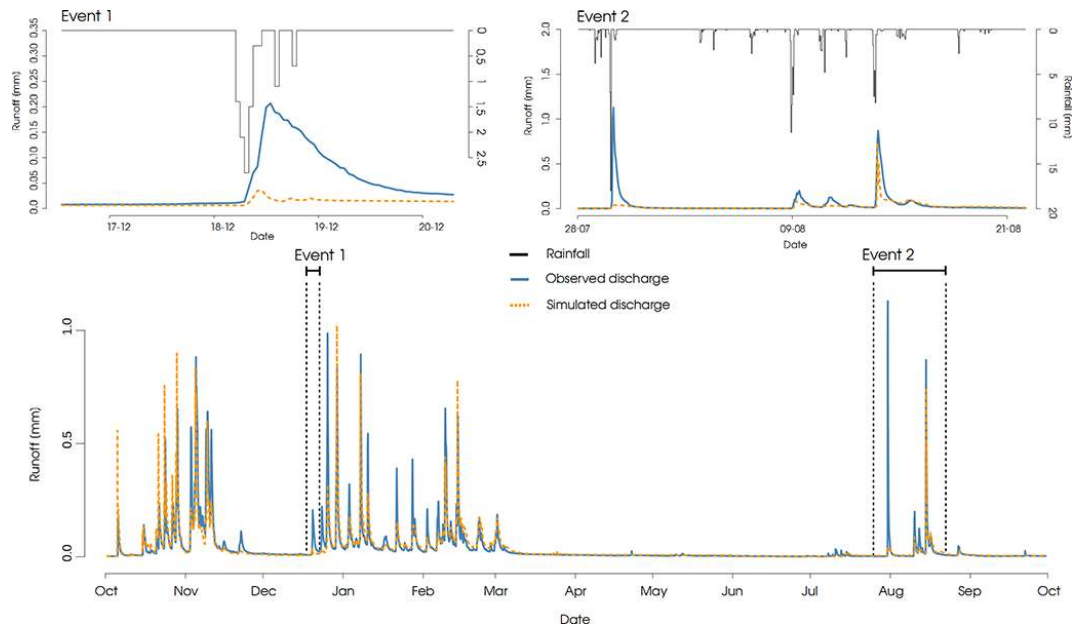 Event 1
Runoff (mm)
0.35
0.30
0.25
0.20
0.15
0.10
0.05
0.0
0
0.5
1
1.5
2
2.5
17-12
18-12
19-12
20-12
Date
Event 2
Runoff (mm)
2.0
1.5
1.0
0.5
0.0
0
5
10
15
20
Rainfall (mm)
28-07
09-08
21-08
Date
Rainfall
Observed discharge
Simulated discharge
Event 1
Event 2
Runoff (mm)
1.0
0.5
0.0
Oct Nov Dec Jan Feb Mar Apr May Jun Jul Aug Sep Oct
Date